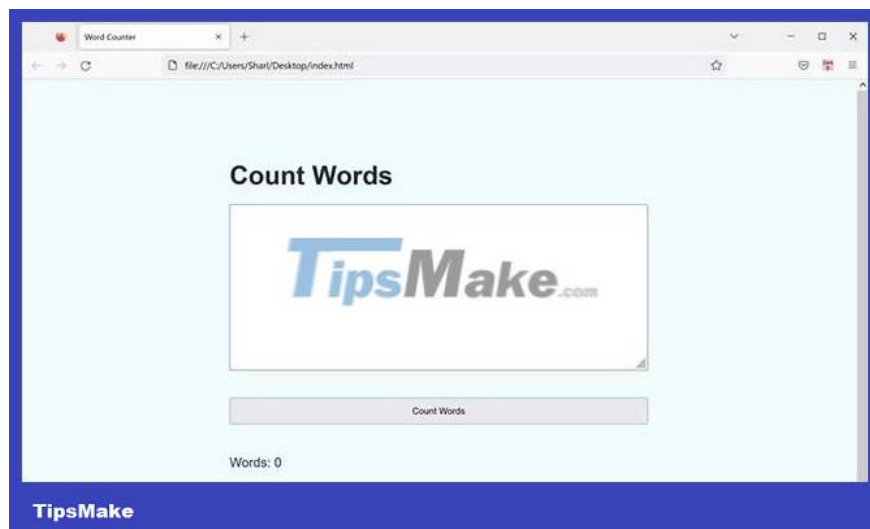 Word Counter
file:///C:/Users/Sharl/Desktop/index.html
Count Words
TipsMake.com
Count Words
Words: 0
TipsMake